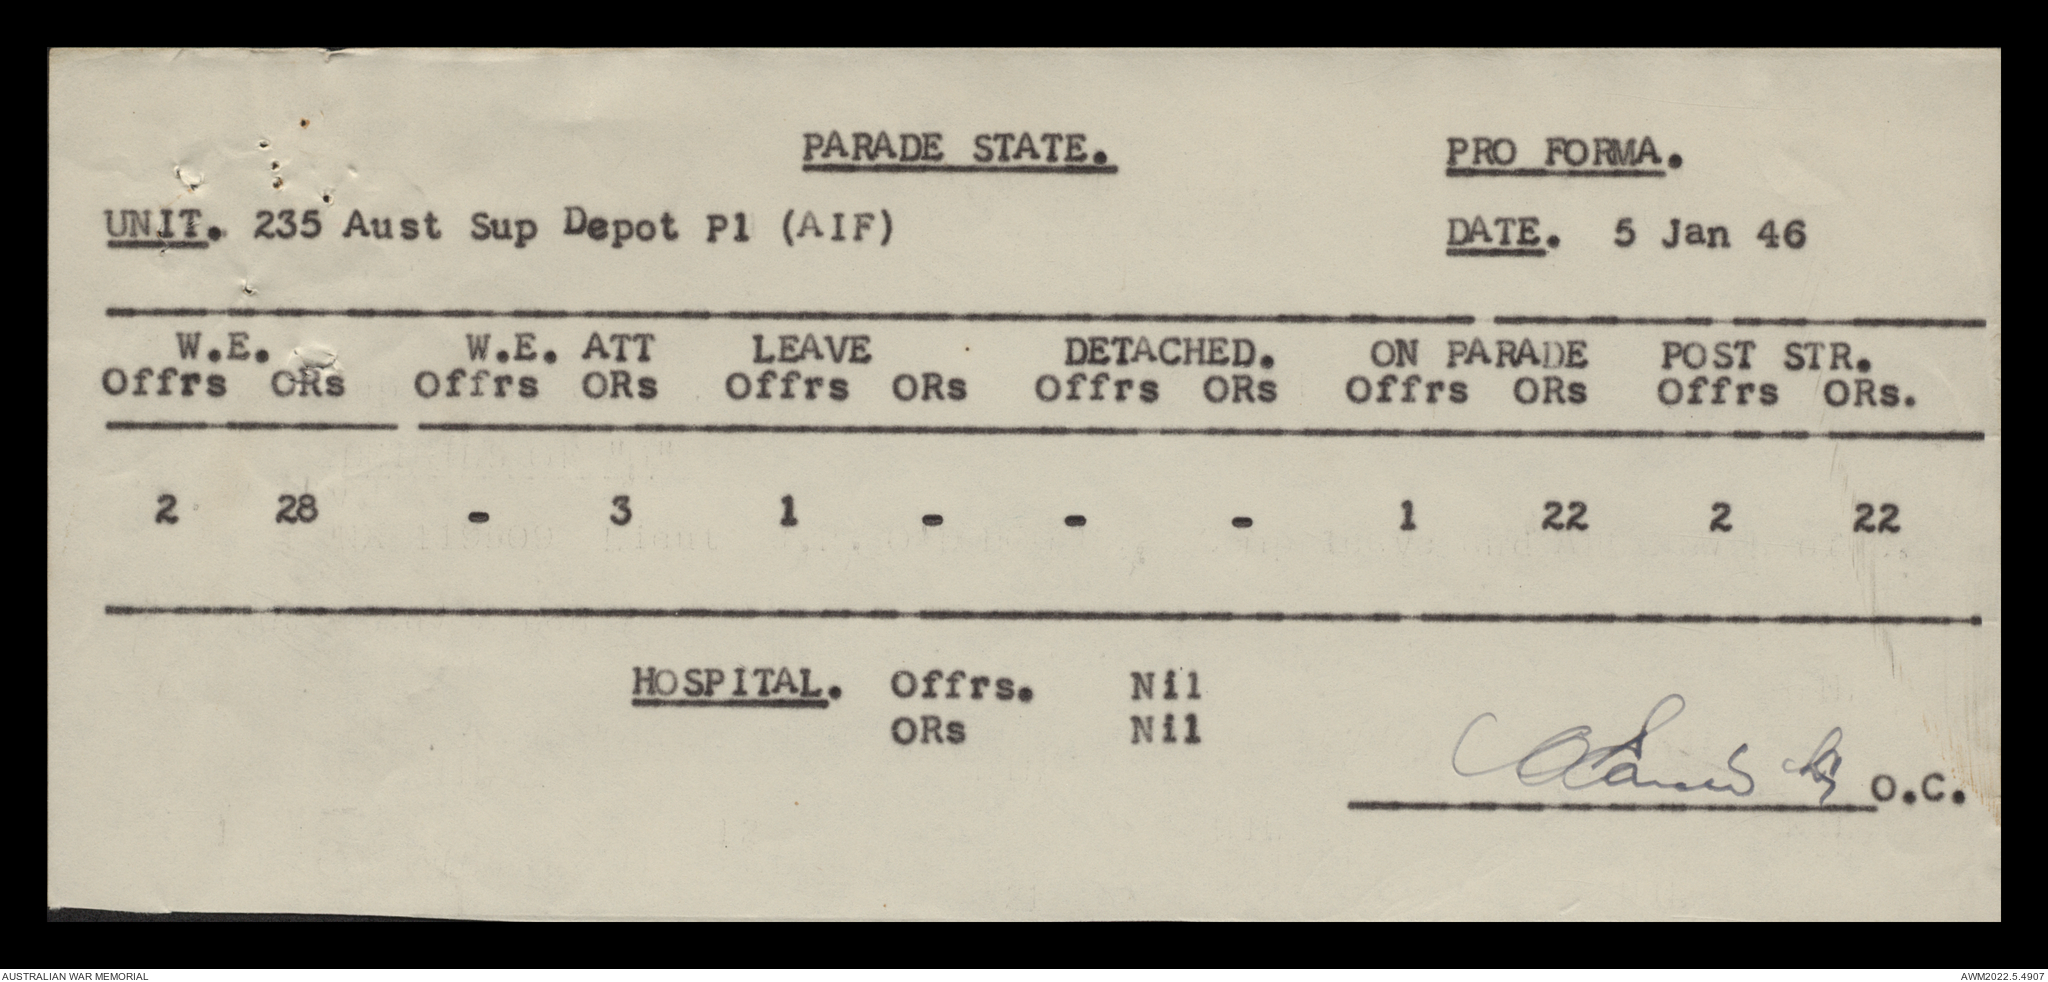 PARADE STATE. PRO FORMA.
UNIT. 235 Aust Sup Depot Pl (AIF) DATE. 5 Jan 46
W.E. W.E. ATT LEAVE DETACHED. ON PARADE POST STR.
Offrs ORs Offrs ORs Offrs ORs Offrs ORs Offrs ORs Offrs ORs.
2 28 - 3 1 - - - 1 22 2 22
HOSPITAL. Offrs. Nil
ORs Nil
O.C.
AUSTRALIAN WAR MEMORIAL AWM2022.5.4907